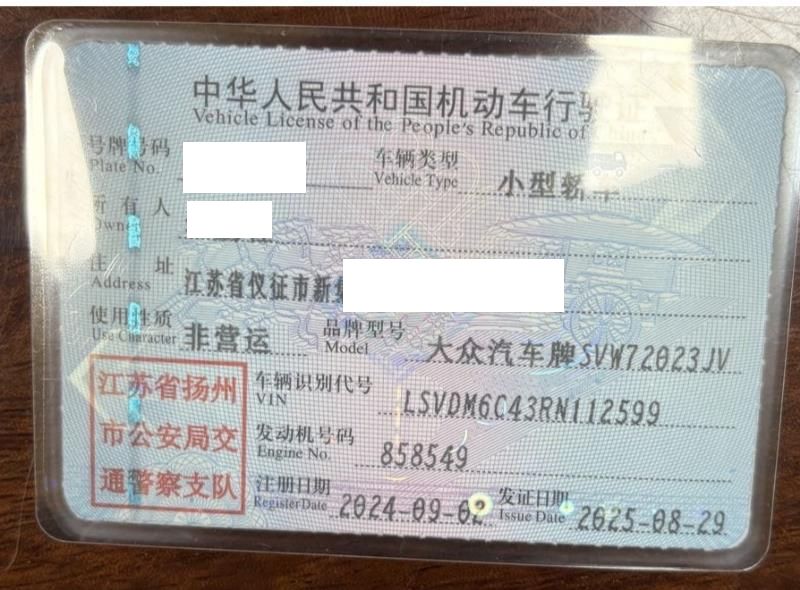 中华人民共和国机动车行驶证
Vehicle License of the People's Republic of China
号牌号码
Plate No.
车辆类型
Vehicle Type
小型轿车
所有人
Owner
住址
Address
江苏省仪征市新
使用性质
Use Character
非营运
品牌型号
Model
大众汽车牌SVW72023JV
江苏省扬州
市公安局交
通警察支队
车辆识别代号
VIN
LSVDM6C43RN112599
发动机号码
Engine No.
858549
注册日期
Register Date
2024-09-02
发证日期
Issue Date
2025-08-29